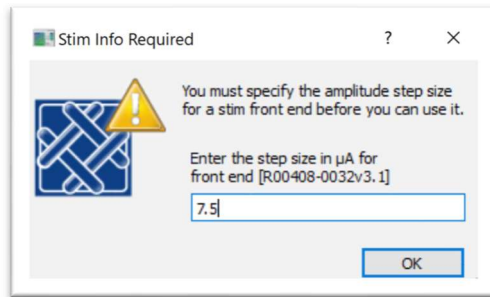 Stim Info Required
You must specify the amplitude step size
for a stim front end before you can use it.
Enter the step size in µA for
front end [R00408-0032v3.1]
7.5
OK